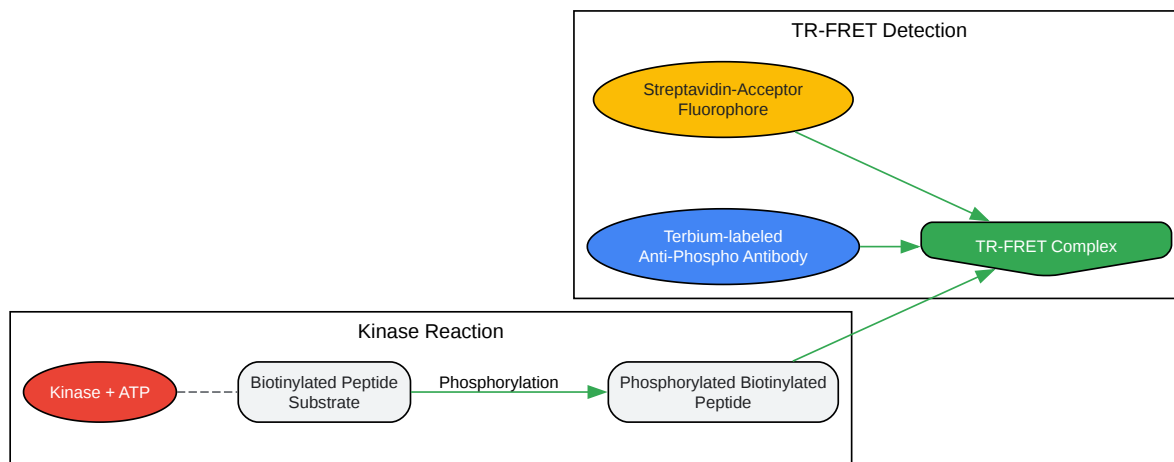 TR-FRET Detection
Streptavidin-Acceptor
Fluorophore
Terbium-labeled
Anti-Phospho Antibody
TR-FRET Complex
Kinase Reaction
Kinase + ATP
Biotinylated Peptide
Substrate
Phosphorylation
Phosphorylated Biotinylated
Peptide